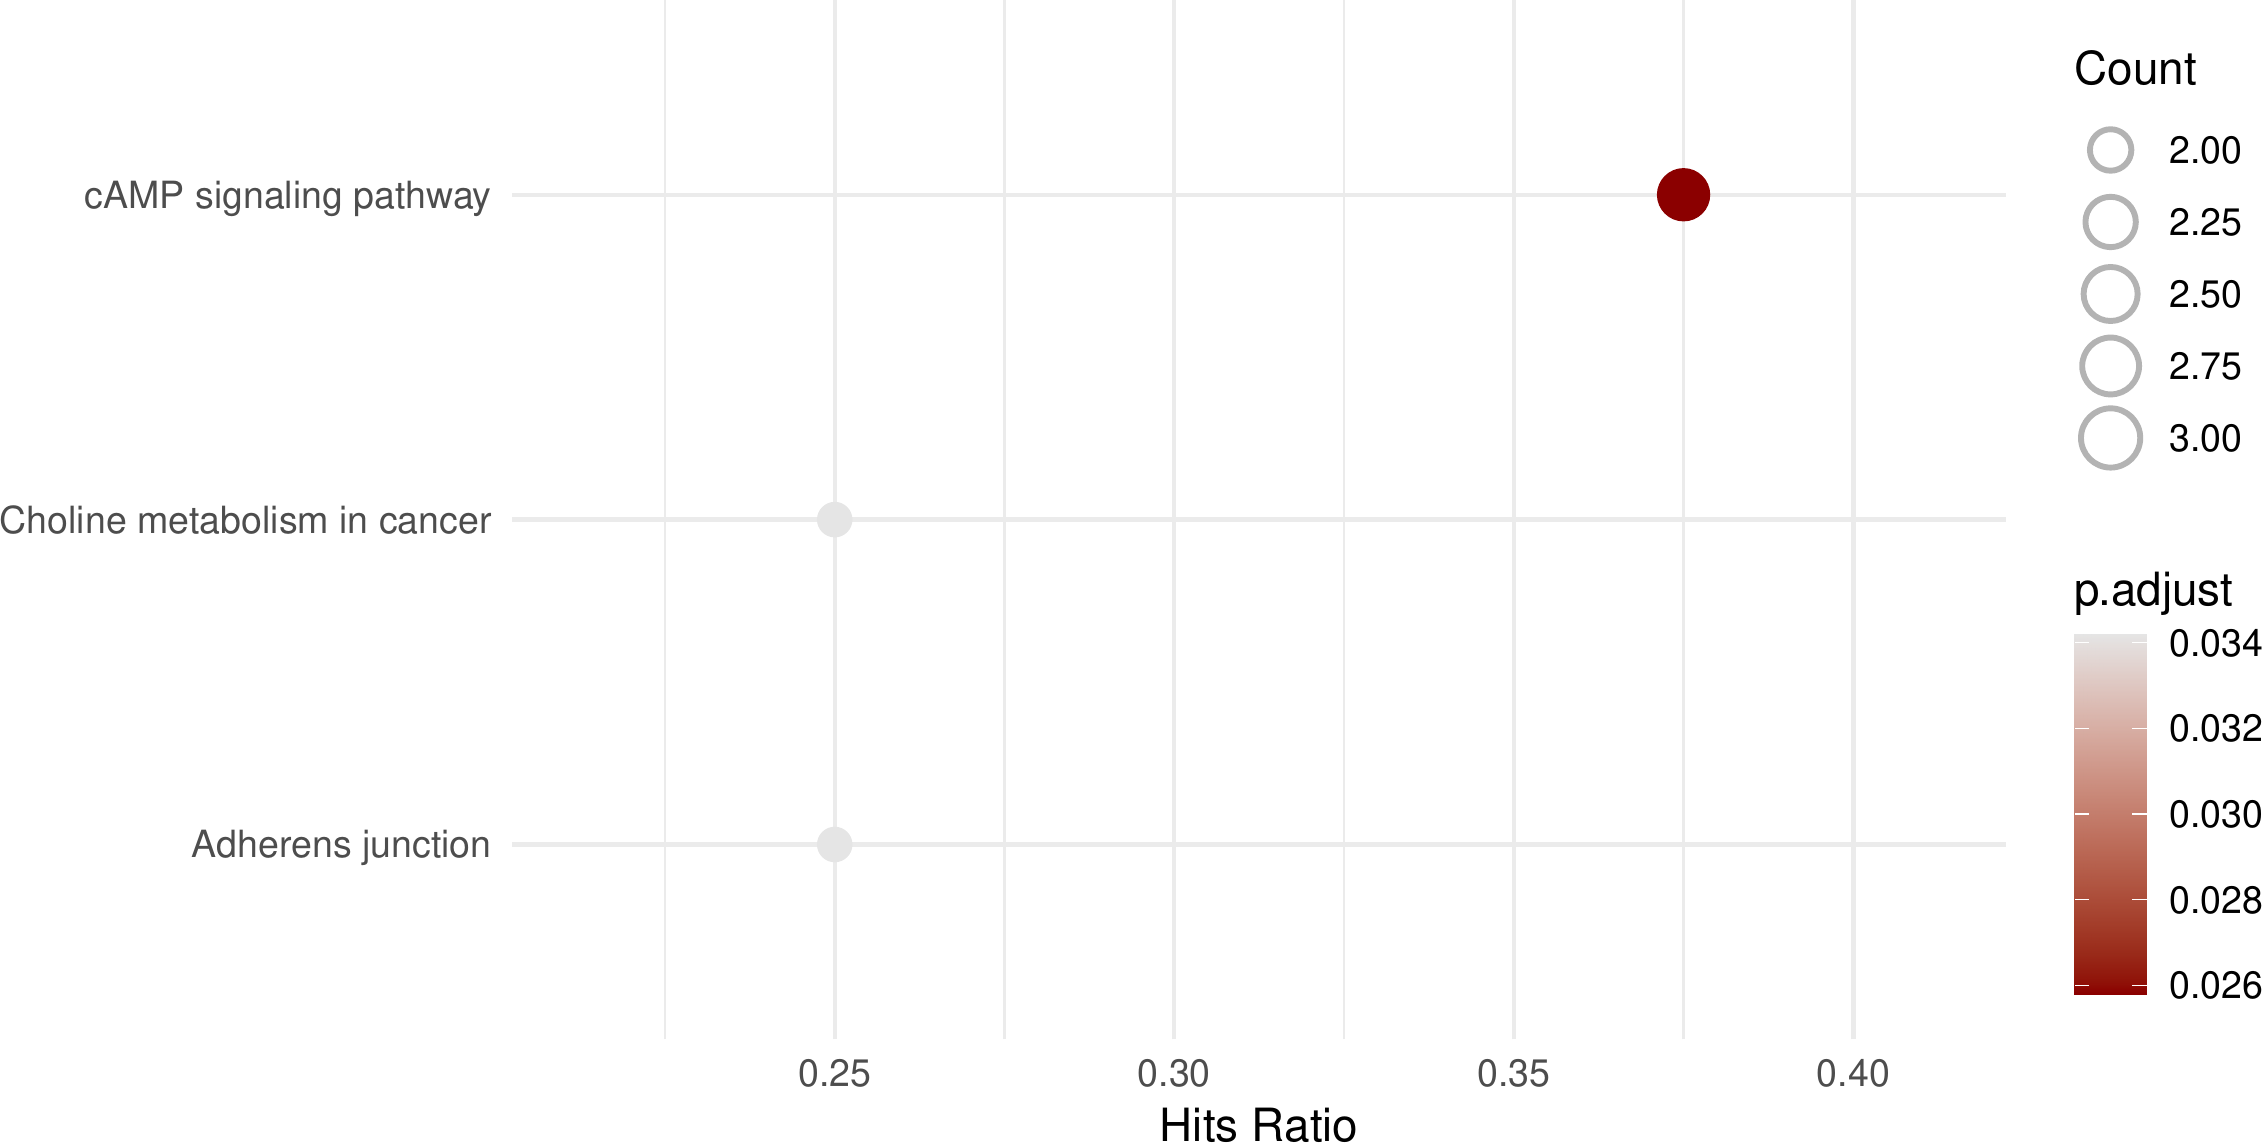 cAMP signaling pathway
Choline metabolism in cancer
Adherens junction
0.25 0.30 0.35 0.40
Hits Ratio
Count
2.00
2.25
2.50
2.75
3.00
p.adjust
0.034
0.032
0.030
0.028
0.026